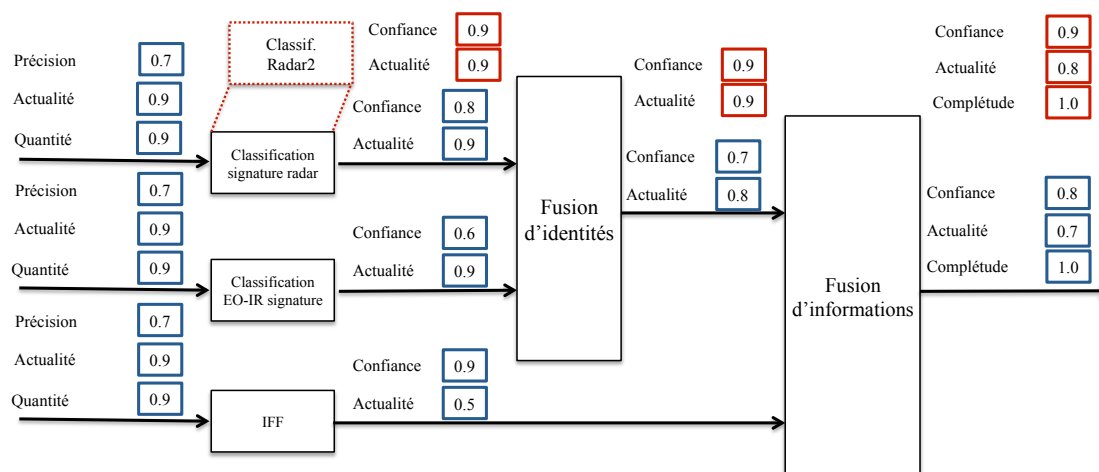 Précision 0.7
Actualité 0.9
Quantité 0.9
Classif.
Radar2
Classification
signature radar
Confiance 0.9
Actualité 0.9
Confiance 0.8
Actualité 0.9
Précision 0.7
Actualité 0.9
Quantité 0.9
Classification
EO-IR signature
Confiance 0.6
Actualité 0.9
Précision 0.7
Actualité 0.9
Quantité 0.9
IFF
Confiance 0.9
Actualité 0.5
Fusion
d'identités
Confiance 0.9
Actualité 0.9
Confiance 0.7
Actualité 0.8
Fusion
d'informations
Confiance 0.9
Actualité 0.8
Complétude 1.0
Confiance 0.8
Actualité 0.7
Complétude 1.0